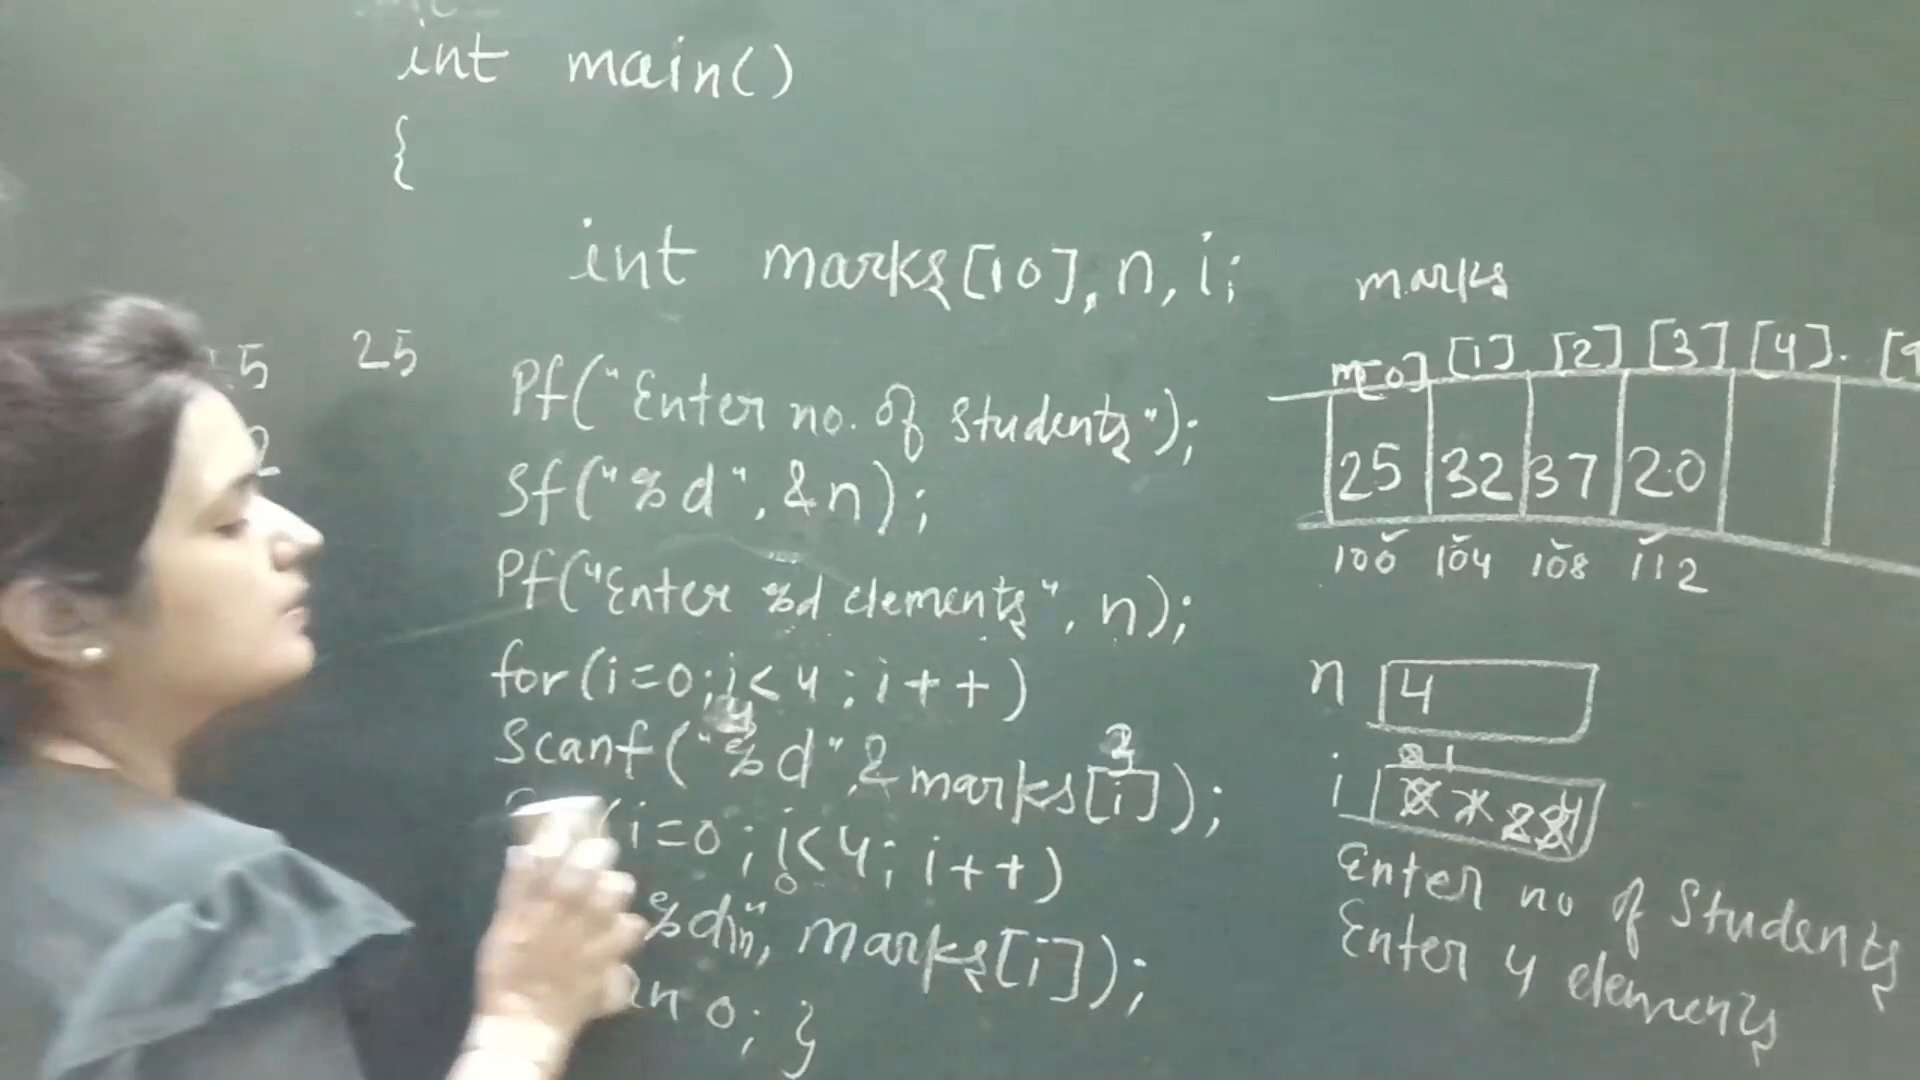 int main()
{
int marks[10], n, i;
25
Pf("Enter no. of students");
Sf("%d", &n);
Pf("Enter %d elements", n);
for(i=0; i<4; i++)
Scanf("%d", &marks[i]);
i=0; i<4; i++)
%d\n", marks[i]);
0; }
marks
m[0] [1] [2] [3] [4]
25 32 37 20
100 104 108 112
n 4
i
Enter no of Students
Enter 4 elements